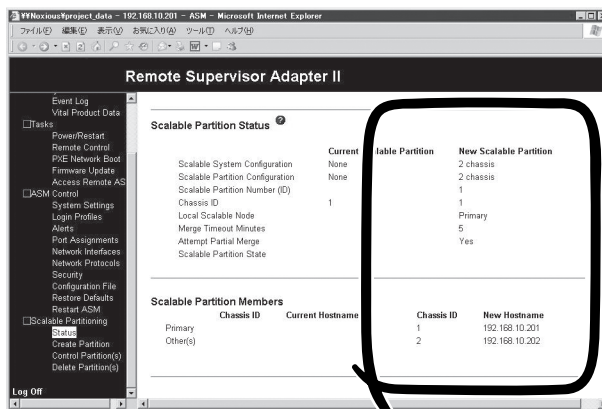 ¥¥Noxious¥project_data - 192.168.10.201 - ASM - Microsoft Internet Explorer
ファイル(F) 編集(E) 表示(V) お気に入り(A) ツール(T) ヘルプ(H)
Remote Supervisor Adapter II
Event Log
Vital Product Data
Tasks
Power/Restart
Remote Control
PXE Network Boot
Firmware Update
Access Remote AS
ASM Control
System Settings
Login Profiles
Alerts
Port Assignments
Network Interfaces
Network Protocols
Security
Configuration File
Restore Defaults
Restart ASM
Scalable Partitioning
Status
Create Partition
Control Partition(s)
Delete Partition(s)
Log Off
Scalable Partition Status ?
Current Scalable Partition New Scalable Partition
Scalable System Configuration None 2 chassis
Scalable Partition Configuration None 2 chassis
Scalable Partition Number (ID) 1
Chassis ID 1 1
Local Scalable Node Primary
Merge Timeout Minutes 5
Attempt Partial Merge Yes
Scalable Partition State
Scalable Partition Members
Chassis ID Current Hostname Chassis ID New Hostname
Primary 1 192.168.10.201
Other(s) 2 192.168.10.202